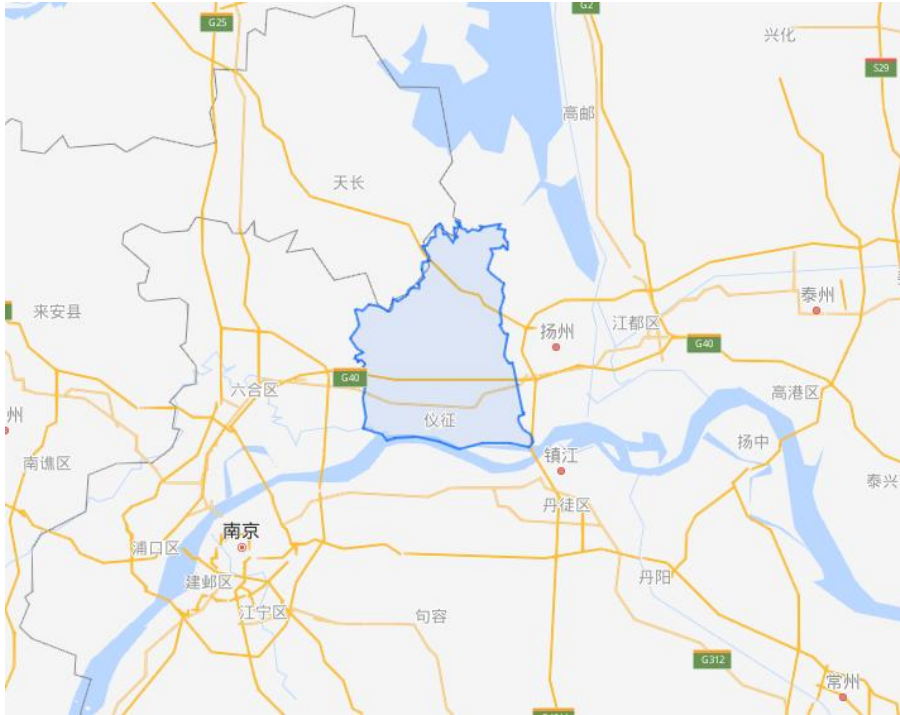 G25
G2
兴化
S29
高邮
天长
来安县
泰州
扬州
江都区
G40
G40
六合区
高港区
州
仪征
扬中
南谯区
镇江
泰兴
丹徒区
南京
浦口区
丹阳
建邺区
江宁区
句容
G312
常州